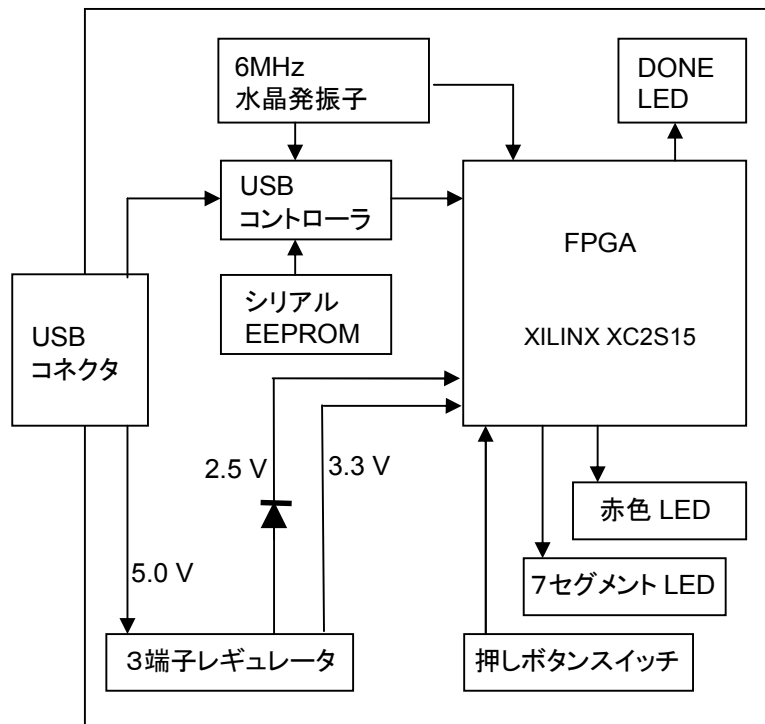 6MHz
水晶発振子
DONE
LED
USB
コントローラ
FPGA
XILINX XC2S15
シリアル
EEPROM
USB
コネクタ
2.5 V
3.3 V
赤色 LED
5.0 V
7セグメント LED
3端子レギュレータ
押しボタンスイッチ